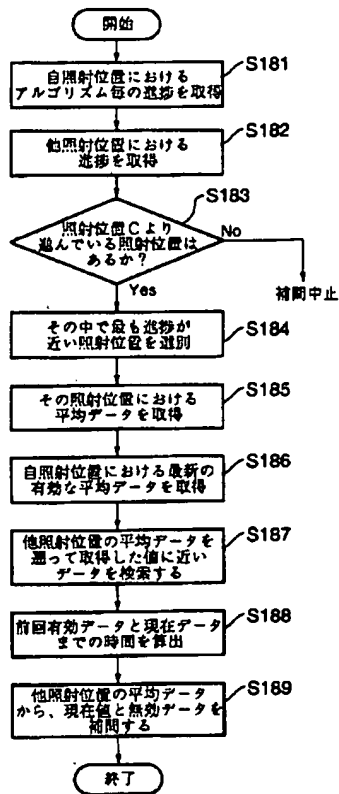 開始
S181
自照射位置における
アルゴリズム毎の進捗を取得
S182
他照射位置における
進捗を取得
S183
照射位置Cより
進んでいる照射位置は
あるか?
No
補間中止
Yes
S184
その中で最も進捗が
近い照射位置を選別
S185
その照射位置における
平均データを取得
S186
自照射位置における最新の
有効な平均データを取得
S187
他照射位置の平均データを
遡って取得した値に近い
データを検索する
S188
前回有効データと現在データ
までの時間を算出
S189
他照射位置の平均データ
から、現在値と無効データを
補間する
終了